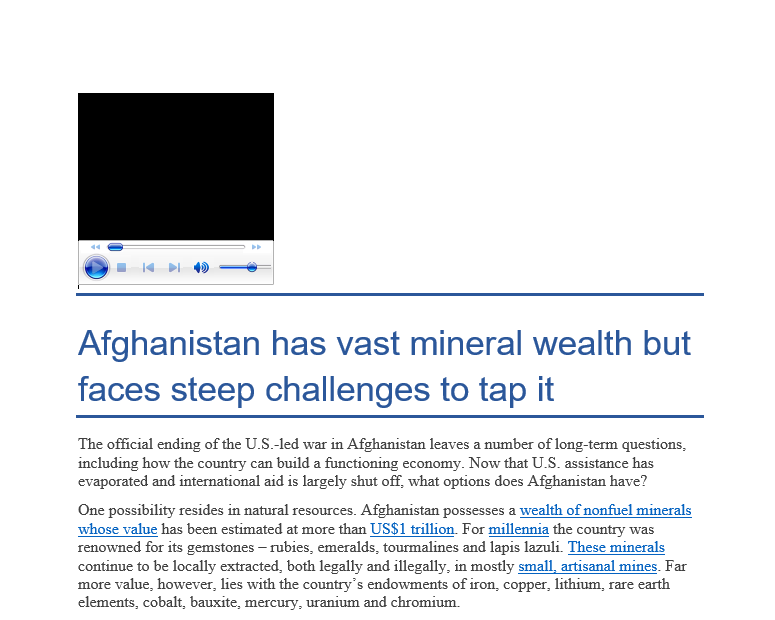 Afghanistan has vast mineral wealth but
faces steep challenges to tap it
The official ending of the U.S.-led war in Afghanistan leaves a number of long-term questions,
including how the country can build a functioning economy. Now that U.S. assistance has
evaporated and international aid is largely shut off, what options does Afghanistan have?
One possibility resides in natural resources. Afghanistan possesses a wealth of nonfuel minerals
whose value has been estimated at more than US$1 trillion. For millennia the country was
renowned for its gemstones – rubies, emeralds, tourmalines and lapis lazuli. These minerals
continue to be locally extracted, both legally and illegally, in mostly small, artisanal mines. Far
more value, however, lies with the country’s endowments of iron, copper, lithium, rare earth
elements, cobalt, bauxite, mercury, uranium and chromium.